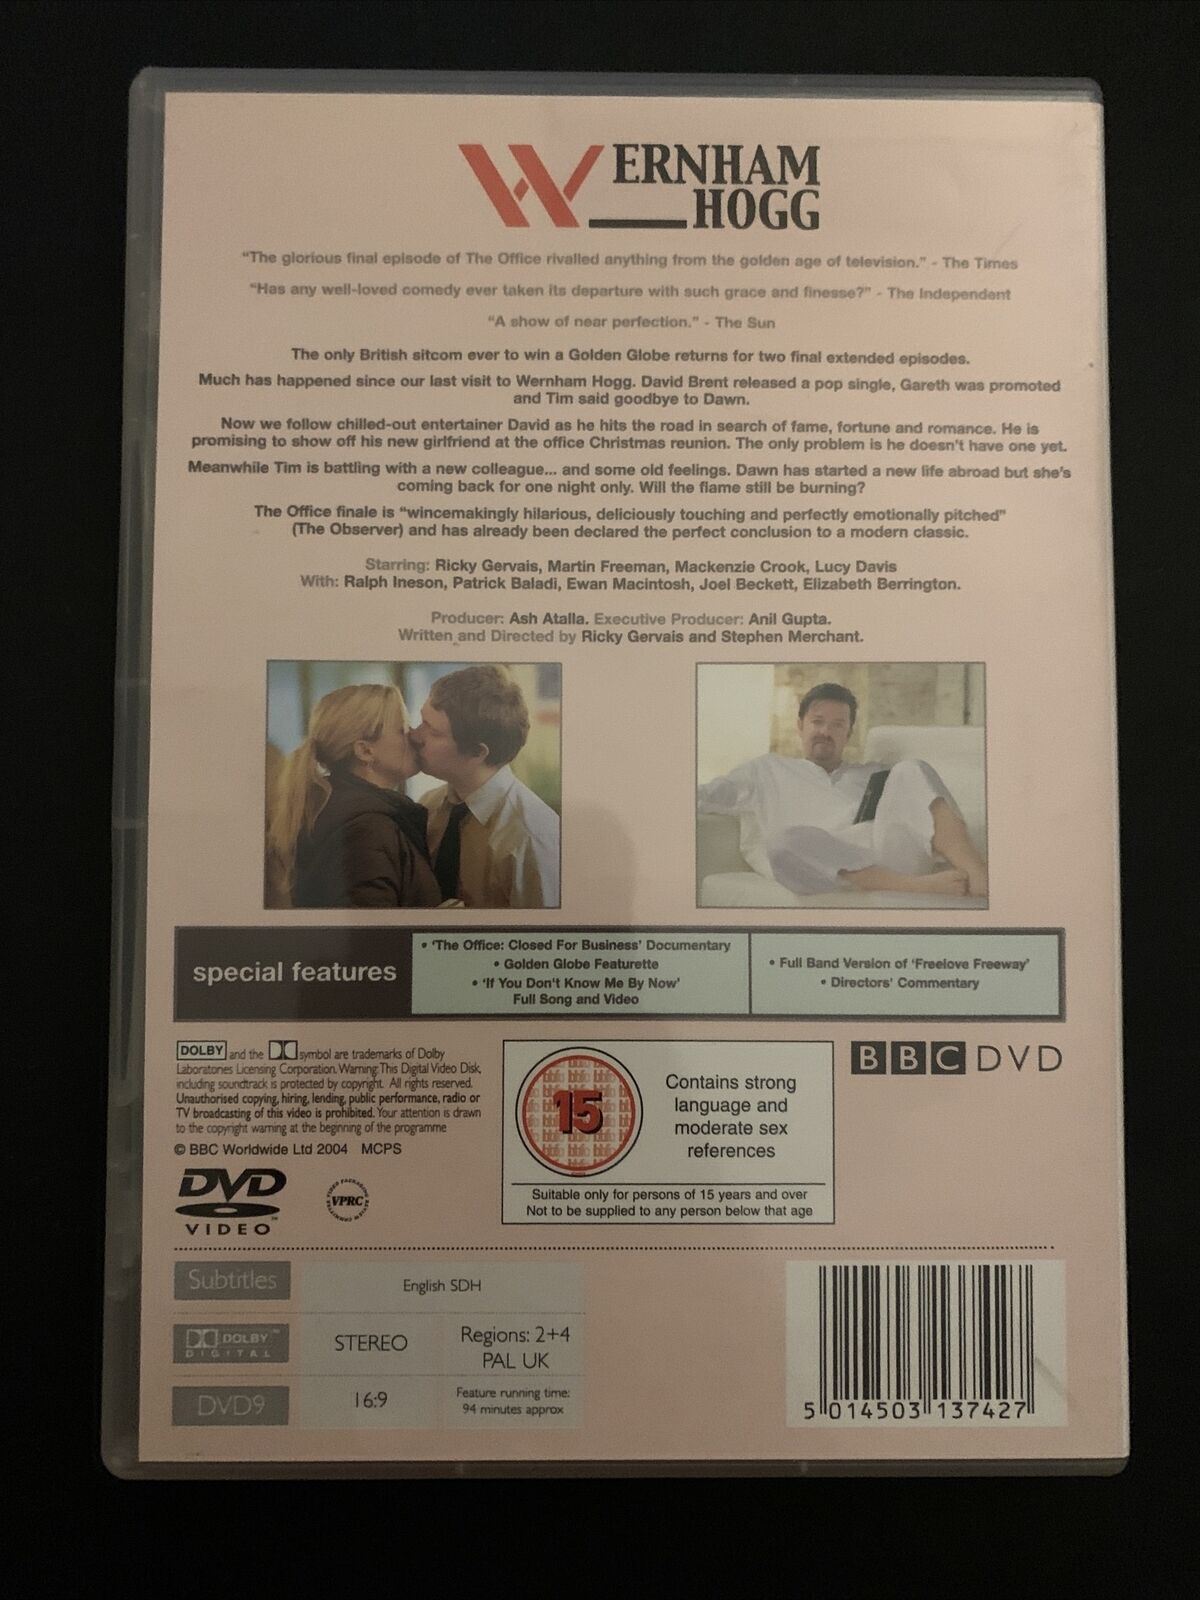 WERNHAM
HOGG
"The glorious final episode of The Office rivalled anything from the golden age of television." - The Times
"Has any well-loved comedy ever taken its departure with such grace and finesse?" - The Independent
"A show of near perfection." - The Sun
The only British sitcom ever to win a Golden Globe returns for two final extended episodes.
Much has happened since our last visit to Wernham Hogg. David Brent released a pop single, Gareth was promoted
and Tim said goodbye to Dawn.
Now we follow chilled-out entertainer David as he hits the road in search of fame, fortune and romance. He is
promising to show off his new girlfriend at the office Christmas reunion. The only problem is he doesn't have one yet.
Meanwhile Tim is battling with a new colleague... and some old feelings. Dawn has started a new life abroad but she's
coming back for one night only. Will the flame still be burning?
The Office finale is "wincemakingly hilarious, deliciously touching and perfectly emotionally pitched"
(The Observer) and has already been declared the perfect conclusion to a modern classic.
Starring: Ricky Gervais, Martin Freeman, Mackenzie Crook, Lucy Davis
With: Ralph Ineson, Patrick Baladi, Ewan Macintosh, Joel Beckett, Elizabeth Berrington.
Producer: Ash Atalla. Executive Producer: Anil Gupta.
Written and Directed by Ricky Gervais and Stephen Merchant.
special features
• 'The Office: Closed For Business' Documentary
• Golden Globe Featurette
• 'If You Don't Know Me By Now'
Full Song and Video
• Full Band Version of 'Freelove Freeway'
• Directors' Commentary
DOLBY and the symbol are trademarks of Dolby
Laboratories Licensing Corporation. Warning: This Digital Video Disk,
including soundtrack is protected by copyright. All rights reserved.
Unauthorised copying, hiring, lending, public performance, radio or
TV broadcasting of this video is prohibited. Your attention is drawn
to the copyright warning at the beginning of the programme
© BBC Worldwide Ltd 2004 MCPS
DVD
VIDEO
VPRC
15
Contains strong
language and
moderate sex
references
Suitable only for persons of 15 years and over
Not to be supplied to any person below that age
BBC DVD
Subtitles
English SDH
DOLBY
DIGITAL
STEREO
Regions: 2+4
PAL UK
DVD9
16:9
Feature running time:
94 minutes approx
5 014503 137427